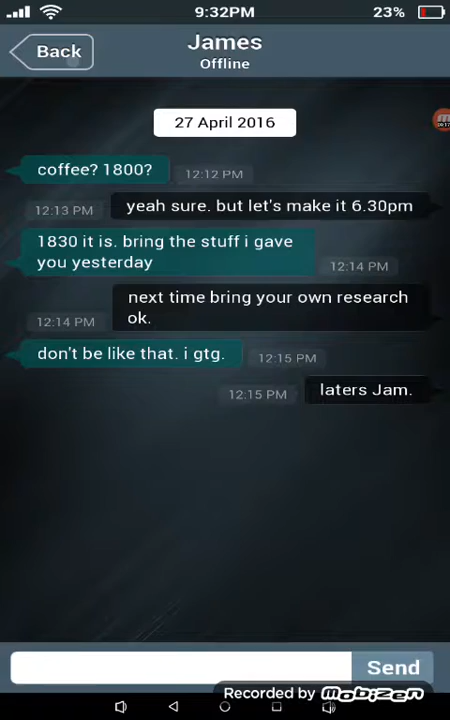 9:32PM
23%
Back
James
Offline
27 April 2016
coffee? 1800?
12:12 PM
12:13 PM
yeah sure. but let's make it 6.30pm
1830 it is. bring the stuff i gave
you yesterday
12:14 PM
next time bring your own research
ok.
12:14 PM
don't be like that. i gtg.
12:15 PM
laters Jam.
12:15 PM
Send
Recorded by Mobizen